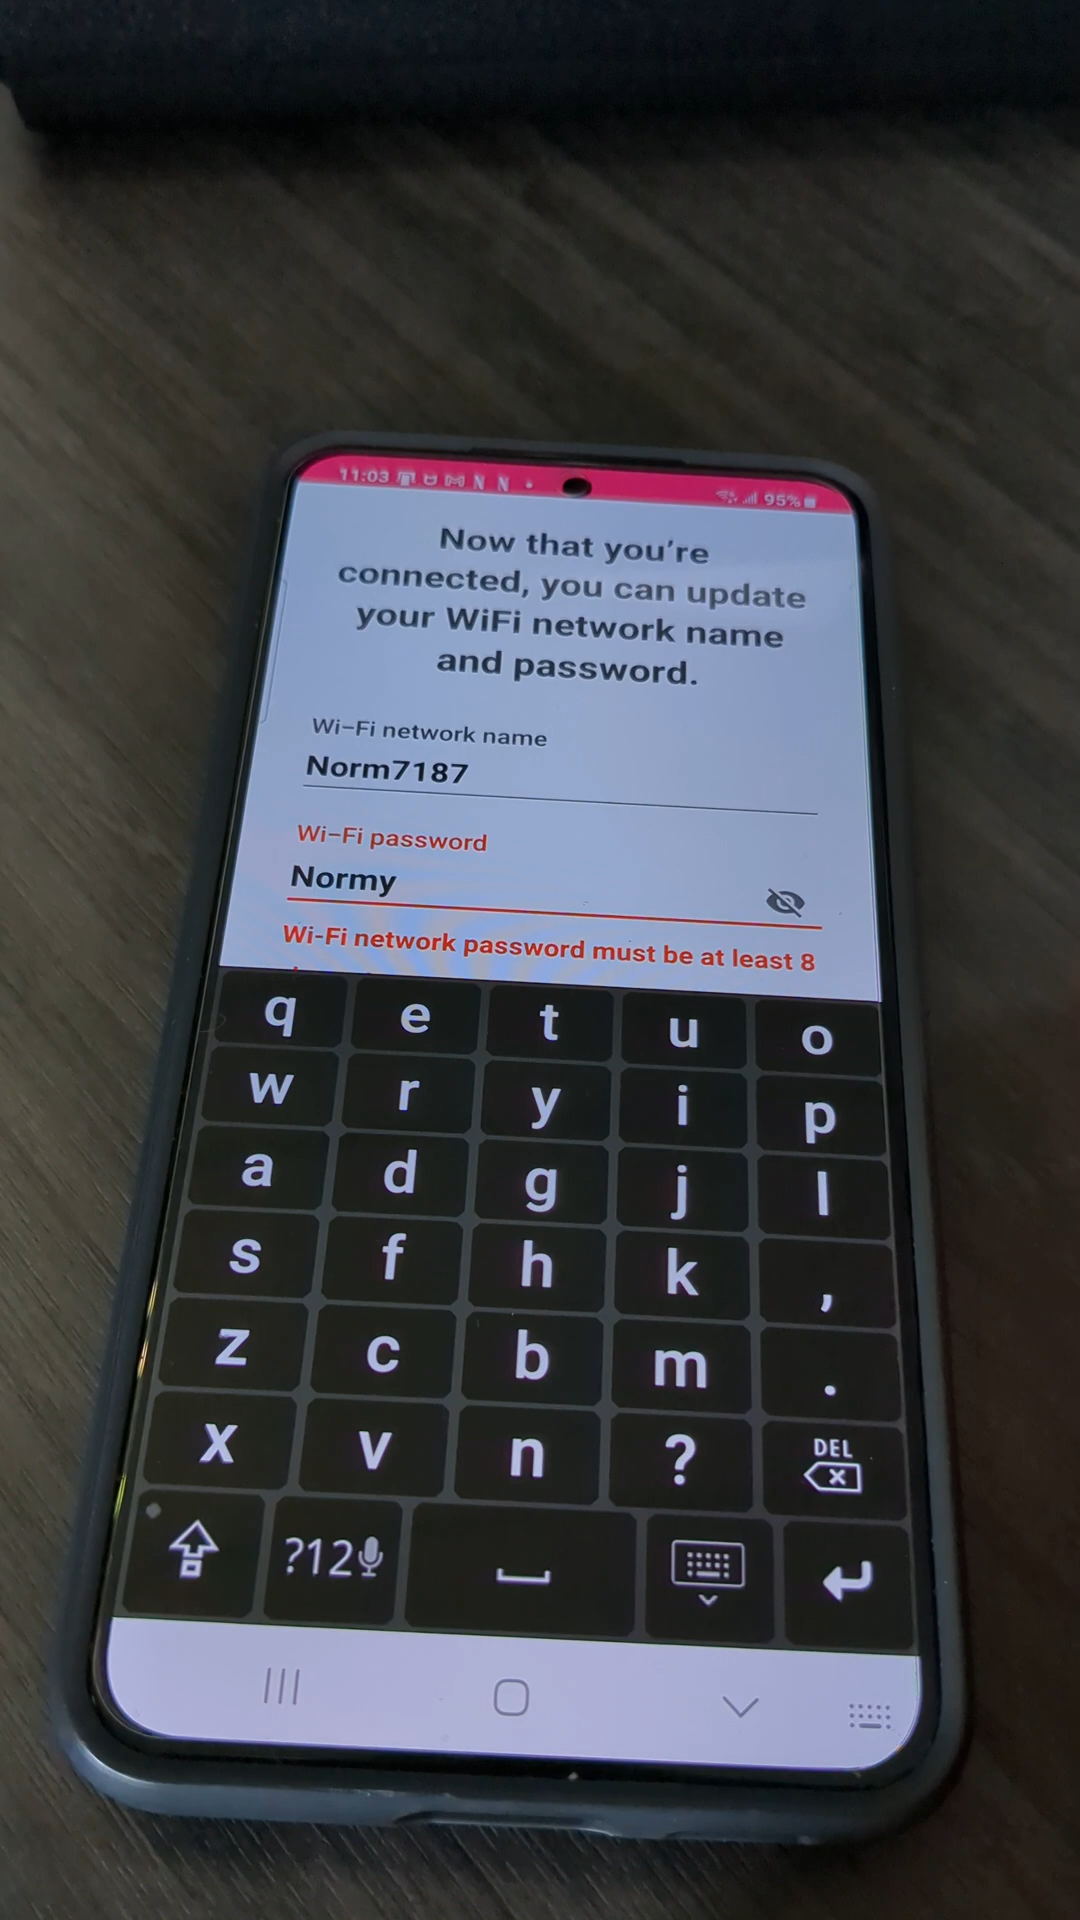 11:03 M N N 95%
Now that you're
connected, you can update
your WiFi network name
and password.
Wi-Fi network name
Norm7187
Wi-Fi password
Normy
Wi-Fi network password must be at least 8
q e t u o
w r y i p
a d g j l
s f h k ,
z c b m .
x v n ? DEL
?12